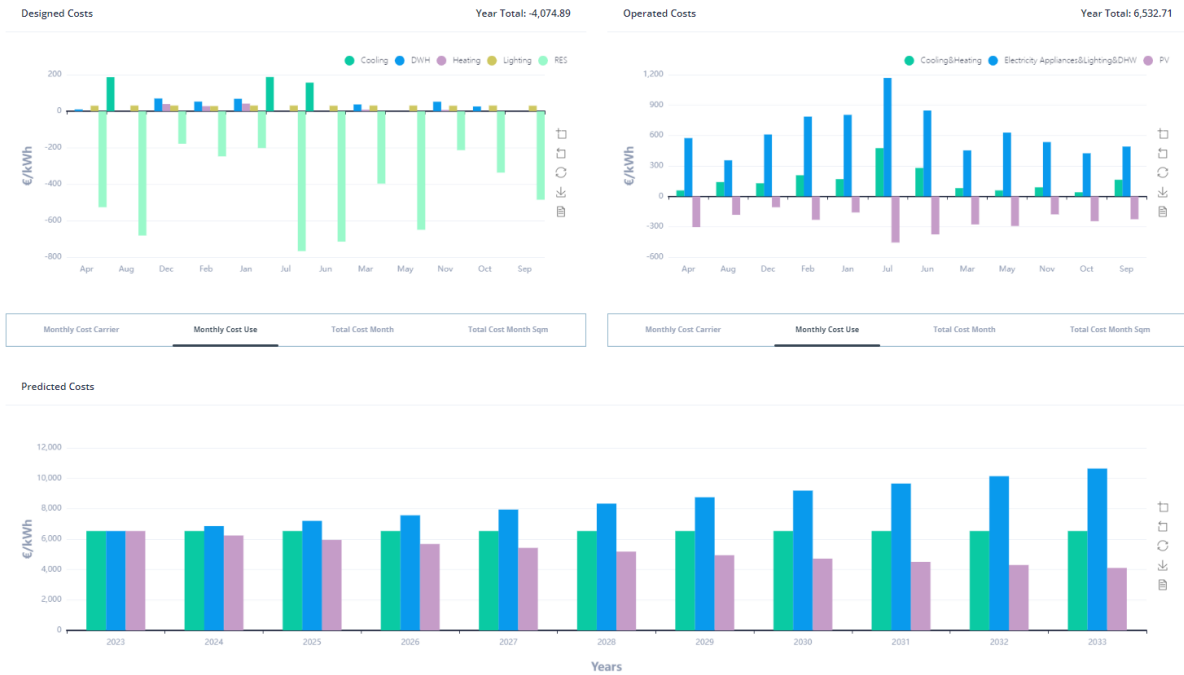 Designed Costs
Year Total: -4,074.89
Cooling DWH Heating Lighting RES
200
0
-200
-400
-600
-800
€/kWh
Apr Aug Dec Feb Jan Jul Jun Mar May Nov Oct Sep
Monthly Cost Carrier Monthly Cost Use Total Cost Month Total Cost Month Sqm
Operated Costs
Year Total: 6,532.71
Cooling&Heating Electricity Appliances&Lighting&DHW PV
1,200
900
600
300
0
-300
-600
€/kWh
Apr Aug Dec Feb Jan Jul Jun Mar May Nov Oct Sep
Monthly Cost Carrier Monthly Cost Use Total Cost Month Total Cost Month Sqm
Predicted Costs
12,000
10,000
8,000
6,000
4,000
2,000
0
€/kWh
2023 2024 2025 2026 2027 2028 2029 2030 2031 2032 2033
Years